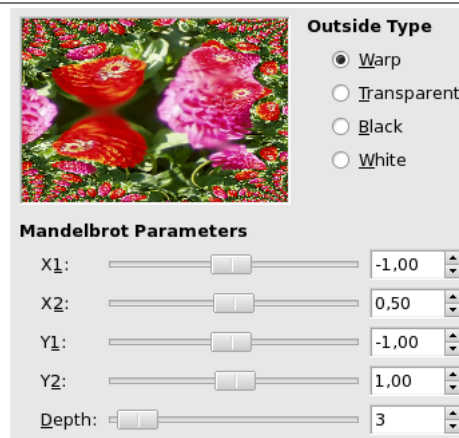 Outside Type
Warp
Transparent
Black
White
Mandelbrot Parameters
X1: -1,00
X2: 0,50
Y1: -1,00
Y2: 1,00
Depth: 3